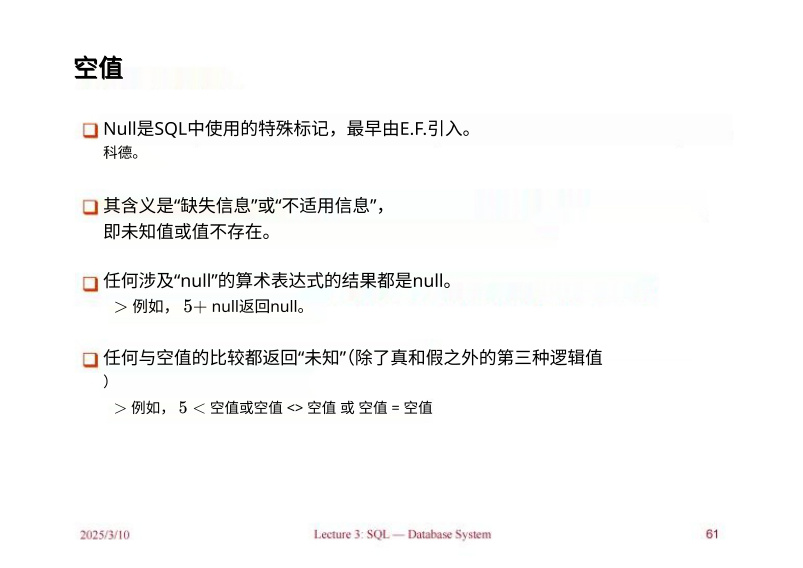 空值
Null是SQL中使用的特殊标记，最早由E.F.引入。
科德。
其含义是“缺失信息”或“不适用信息”，
即未知值或值不存在。
任何涉及“null”的算术表达式的结果都是null。
> 例如， 5+ null返回null。
任何与空值的比较都返回“未知”（除了真和假之外的第三种逻辑值
）
> 例如， 5 < 空值或空值 <> 空值 或 空值 = 空值
2025/3/10 Lecture 3: SQL — Database System 61